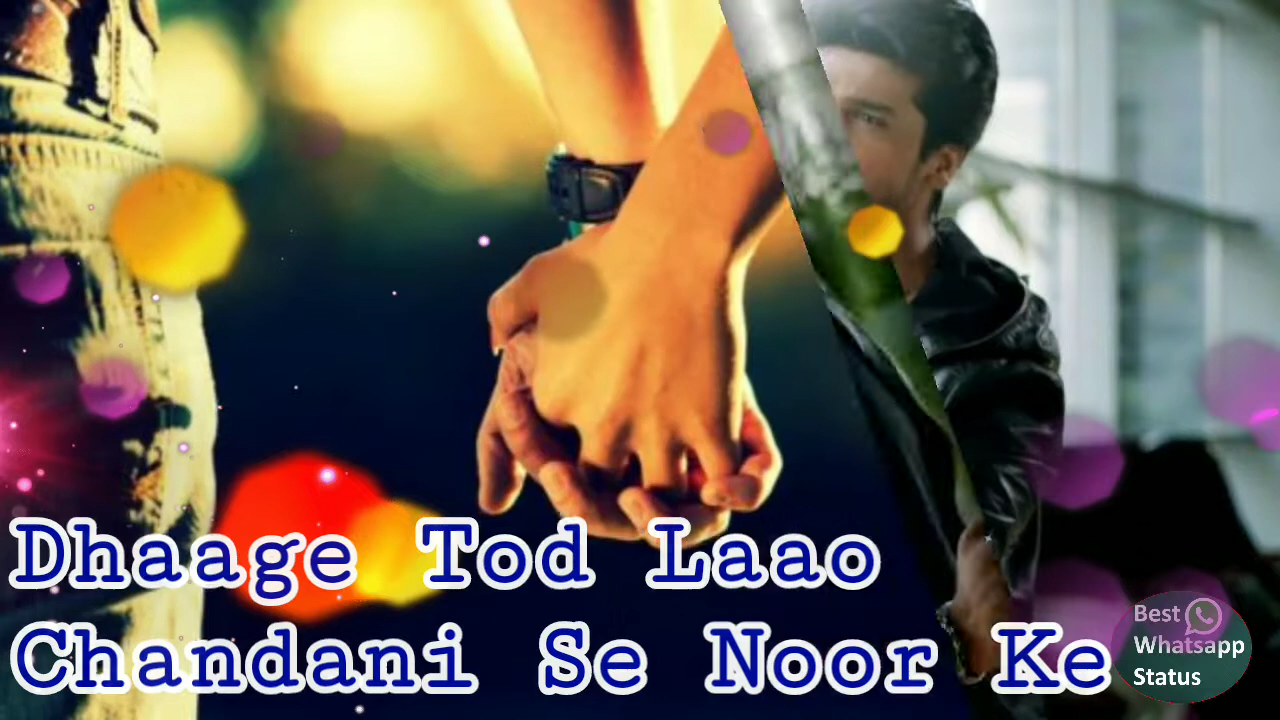 Dhaage Tod Laao
Chandani Se Noor Ke
Best
Whatsapp
Status